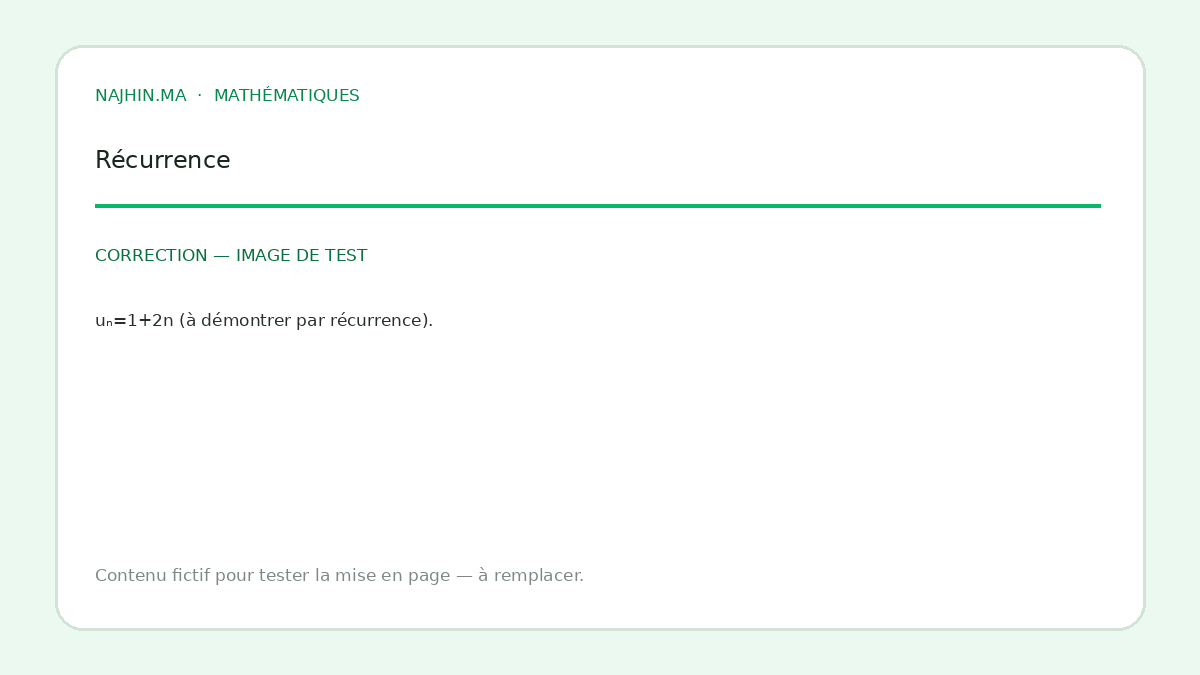 NAJHIN.MA · MATHÉMATIQUES
Récurrence
CORRECTION — IMAGE DE TEST
uₙ=1+2n (à démontrer par récurrence).
Contenu fictif pour tester la mise en page — à remplacer.